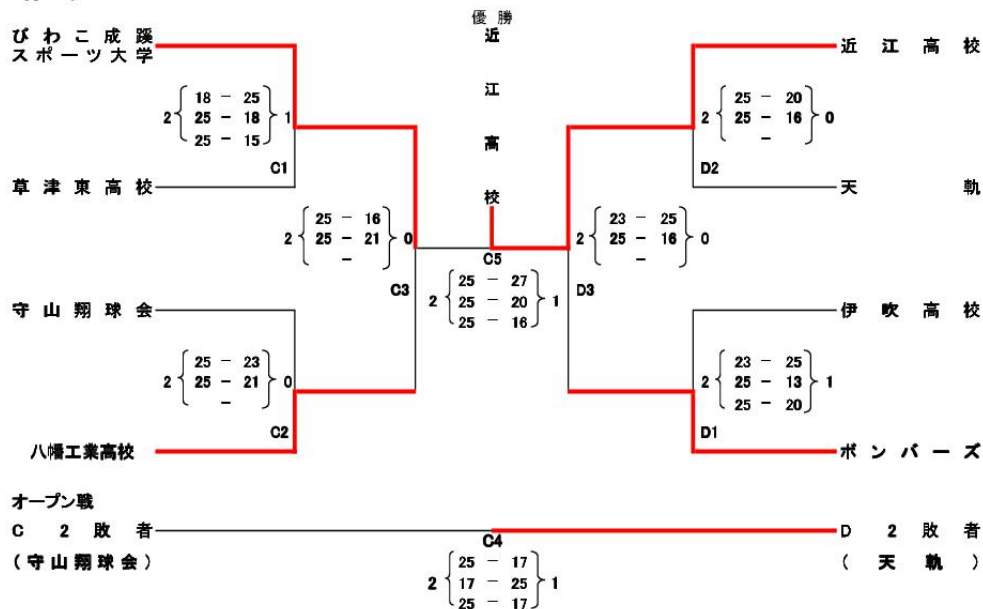 優勝
近江高校
びわこ成蹊
スポーツ大学
近江高校
2 18 - 25 1
25 - 18
25 - 15
C1
2 25 - 20 0
25 - 16
-
D2
草津東高校
天軌
2 25 - 16 0
25 - 21
-
C3
2 23 - 25 0
25 - 16
-
D3
C5
2 25 - 27 1
25 - 20
25 - 16
守山翔球会
伊吹高校
2 25 - 23 0
25 - 21
-
C2
2 23 - 25 1
25 - 13
25 - 20
D1
八幡工業高校
ボンバーズ
オープン戦
C2敗者
D2敗者
(守山翔球会)
(天軌)
C4
2 25 - 17 1
17 - 25
25 - 17